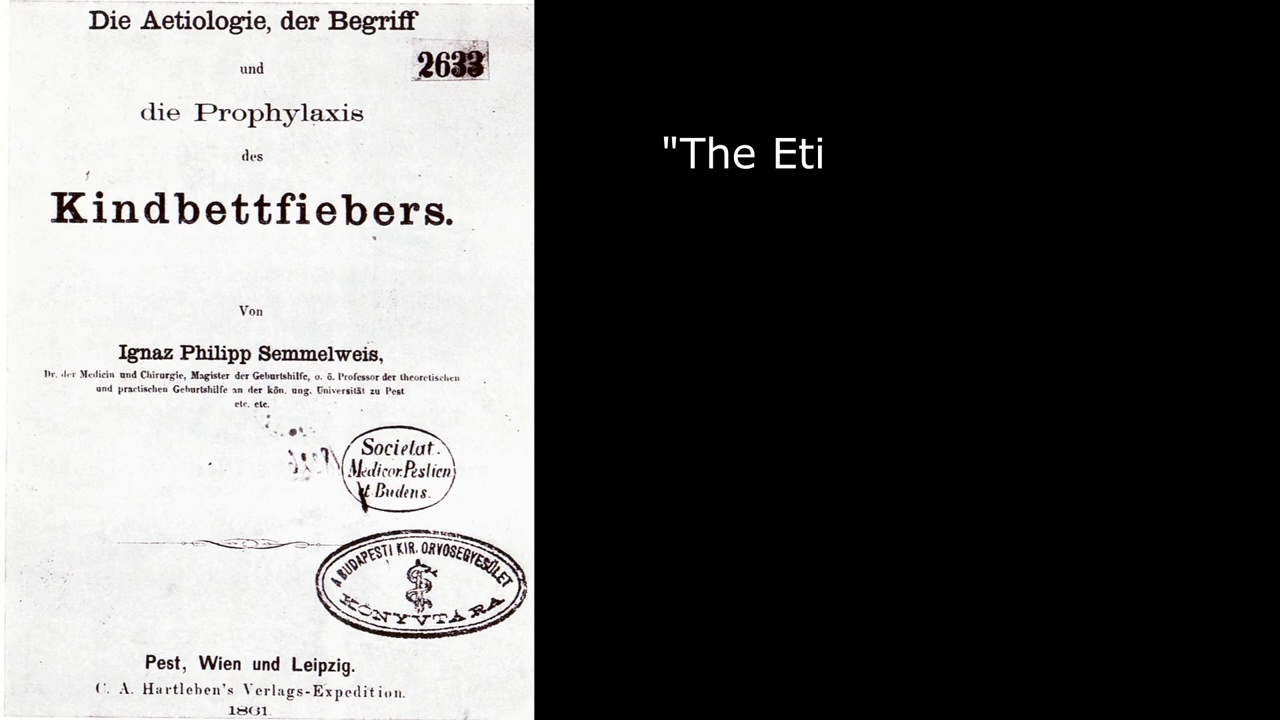 Die Aetiologie, der Begriff
2633
und
die Prophylaxis
des
Kindbettfiebers.
Von
Ignaz Philipp Semmelweis,
Dr. der Medicin und Chirurgie, Magister der Geburtshilfe, o. ö. Professor der theoretischen
und practischen Geburtshilfe an der kön. ung. Universität zu Pest
etc. etc.
Societat.
Medicor. Pestien
et Budens.
A BUDAPESTI KIR. ORVOSEGYESÜLET
KÖNYVTÁRA
Pest, Wien und Leipzig.
C. A. Hartleben's Verlags-Expedition.
1861.
"The Eti